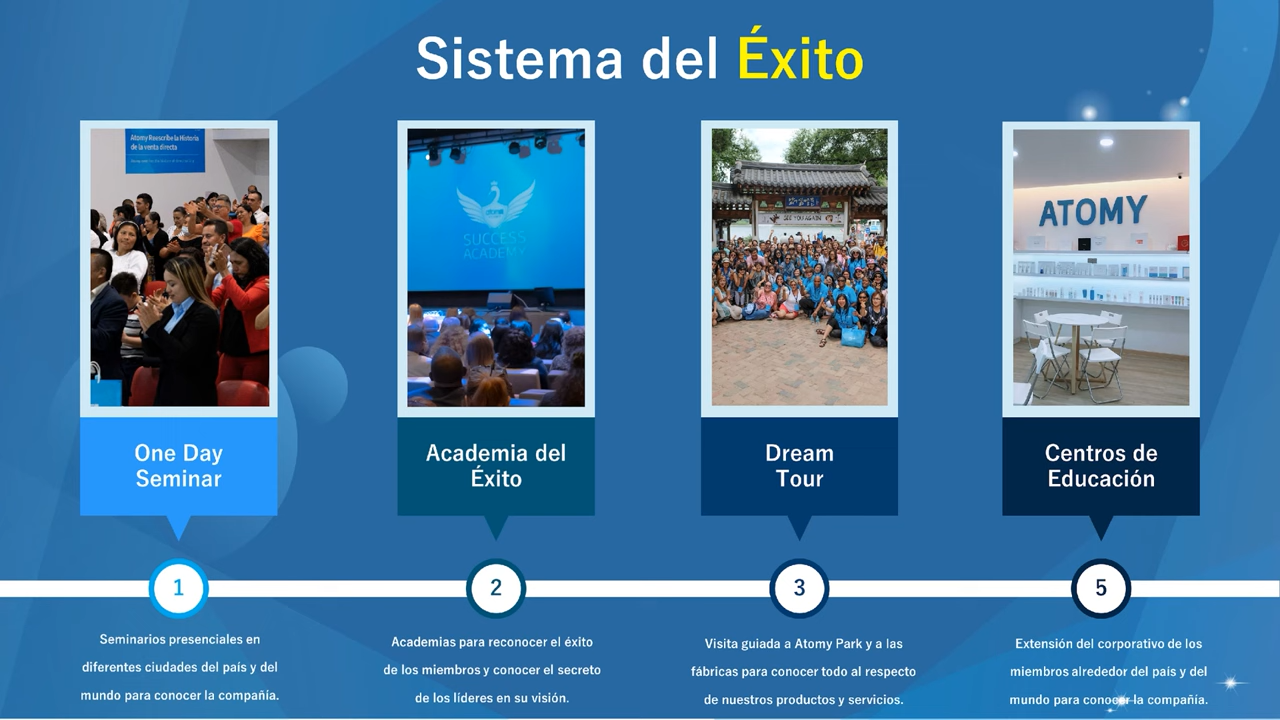 Sistema del Éxito
Atomy Reescribe la Historia
de la venta directa
SUCCESS
ACADEMY
SEE YOU AGAIN
ATOMY
One Day
Seminar
Academia del
Éxito
Dream
Tour
Centros de
Educación
1
2
3
5
Seminarios presenciales en
diferentes ciudades del país y del
mundo para conocer la compañía.
Academias para reconocer el éxito
de los miembros y conocer el secreto
de los líderes en su visión.
Visita guiada a Atomy Park y a las
fábricas para conocer todo al respecto
de nuestros productos y servicios.
Extensión del corporativo de los
miembros alrededor del país y del
mundo para conocer la compañía.